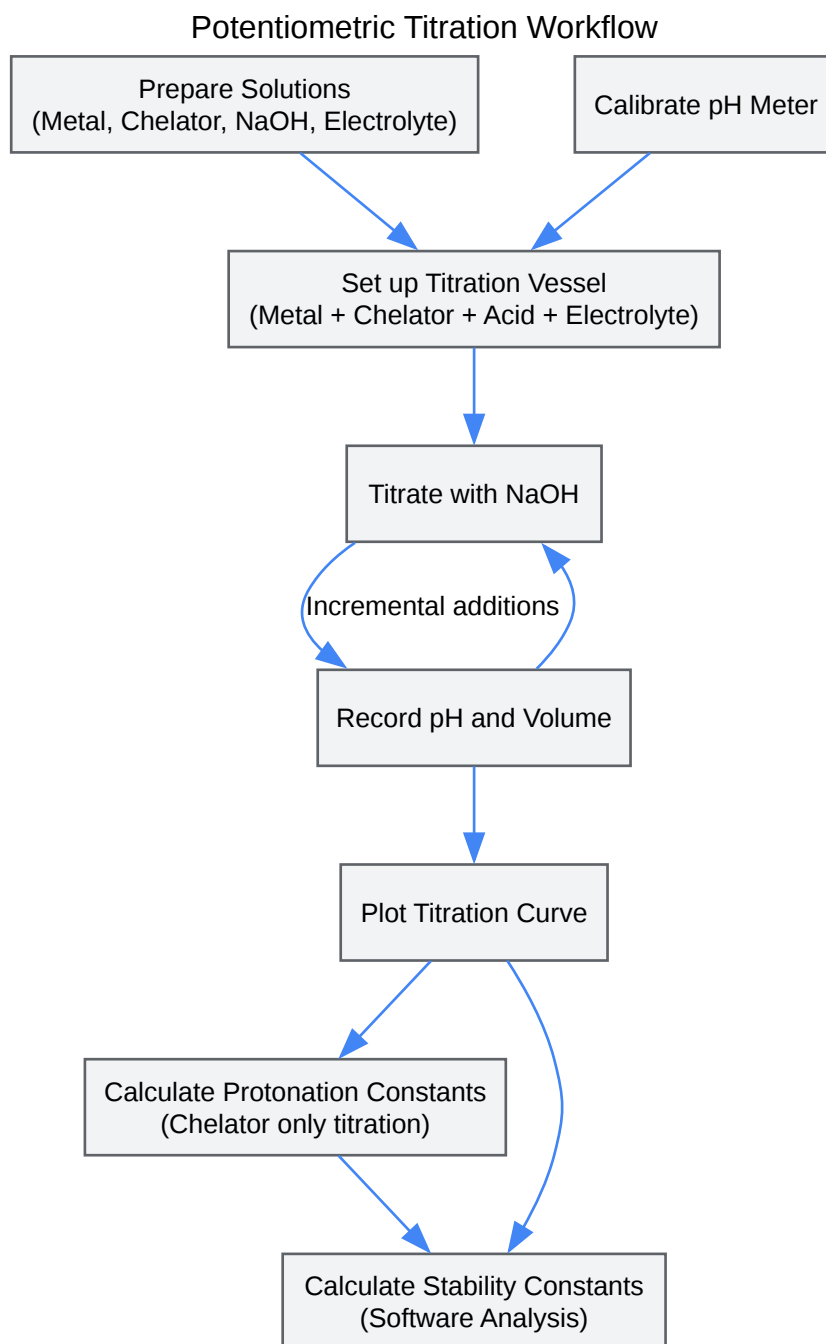 Potentiometric Titration Workflow
Prepare Solutions
(Metal, Chelator, NaOH, Electrolyte)
Calibrate pH Meter
Set up Titration Vessel
(Metal + Chelator + Acid + Electrolyte)
Titrate with NaOH
Incremental additions
Record pH and Volume
Plot Titration Curve
Calculate Protonation Constants
(Chelator only titration)
Calculate Stability Constants
(Software Analysis)